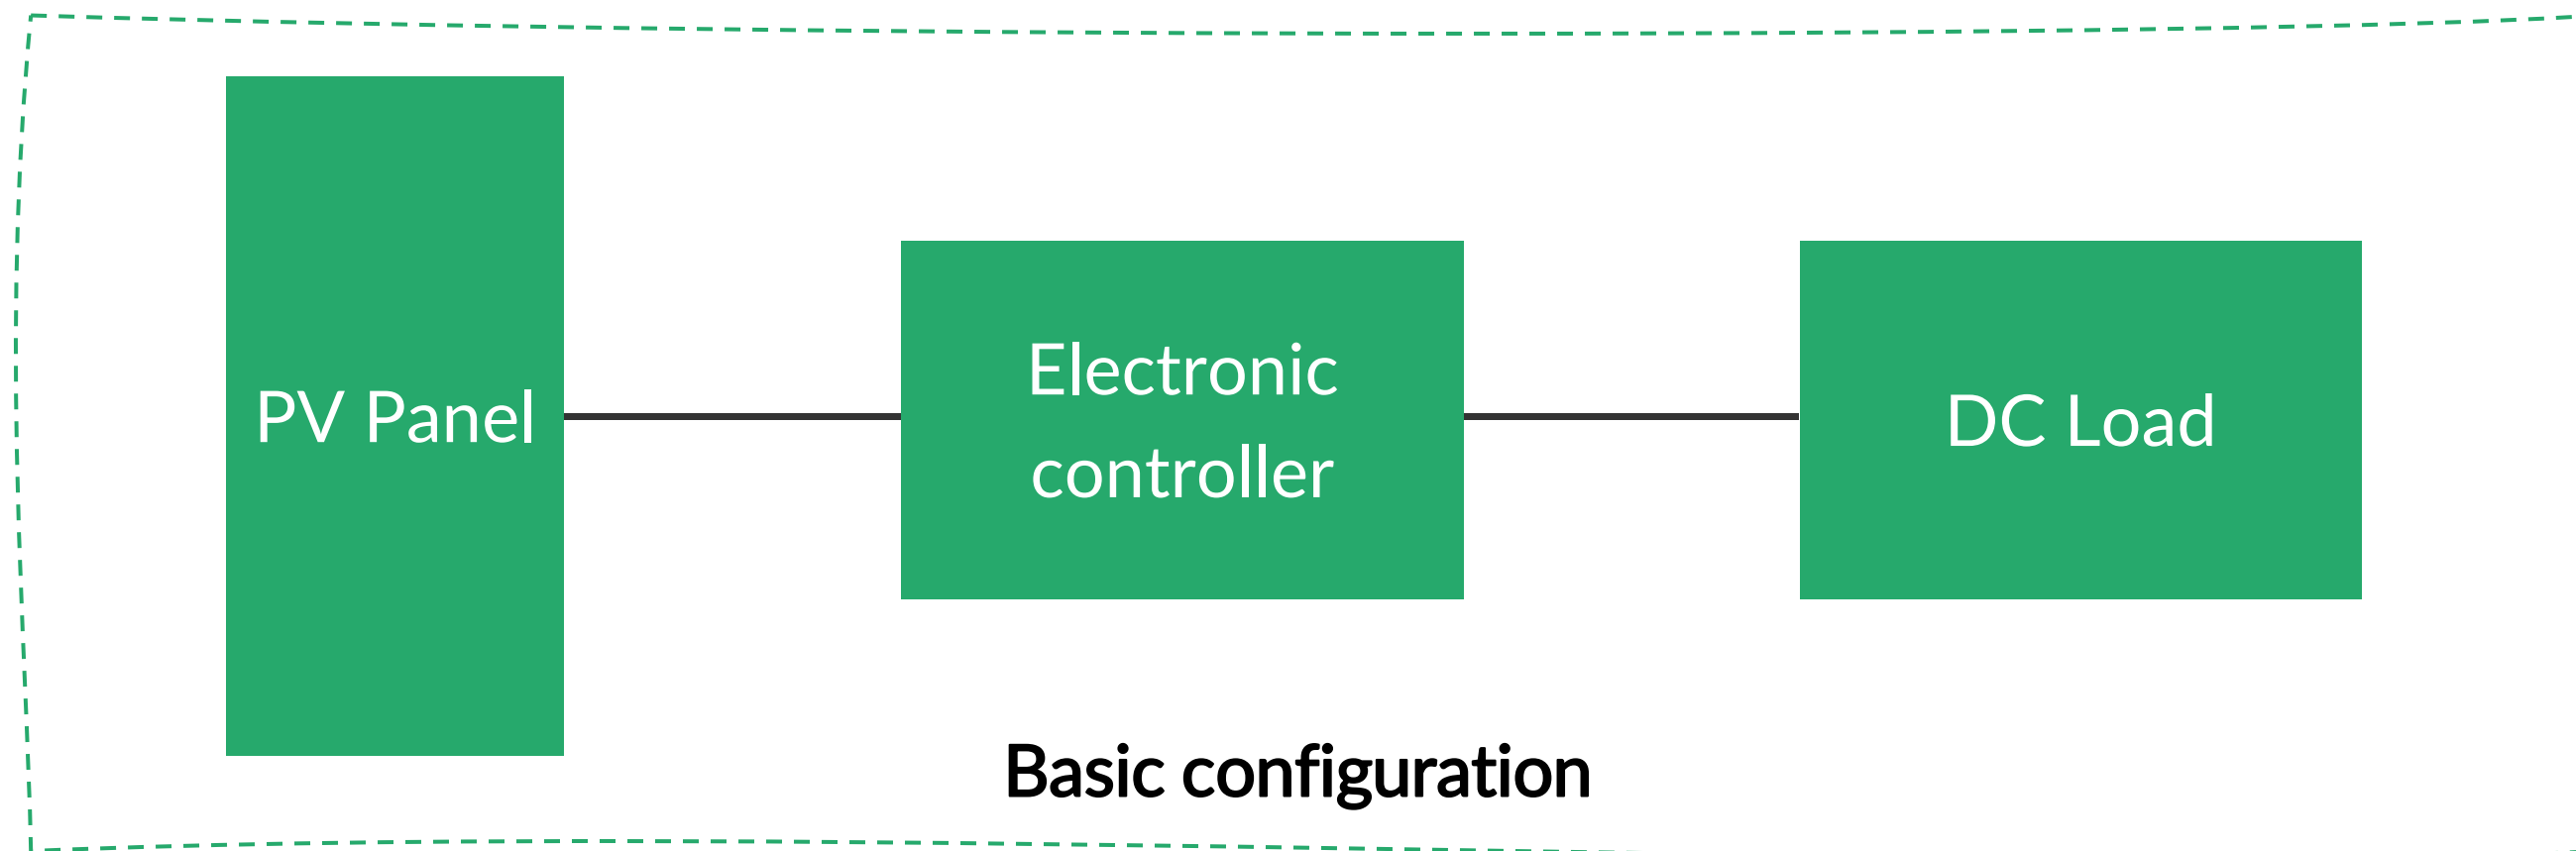 PV Panel
Electronic
controller
DC Load
Basic configuration